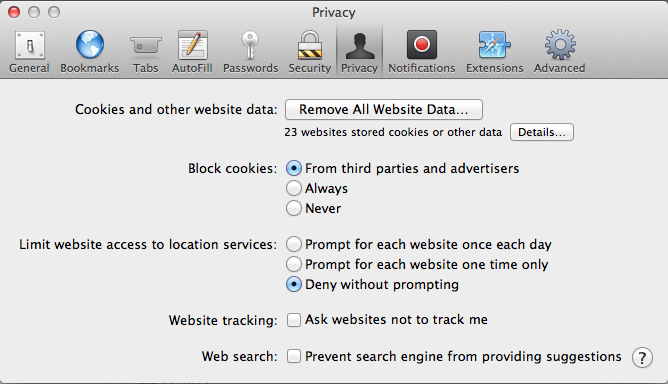 Privacy
General Bookmarks Tabs AutoFill Passwords Security Privacy Notifications Extensions Advanced
Cookies and other website data: Remove All Website Data...
23 websites stored cookies or other data Details...
Block cookies: From third parties and advertisers
Always
Never
Limit website access to location services: Prompt for each website once each day
Prompt for each website one time only
Deny without prompting
Website tracking: Ask websites not to track me
Web search: Prevent search engine from providing suggestions ?